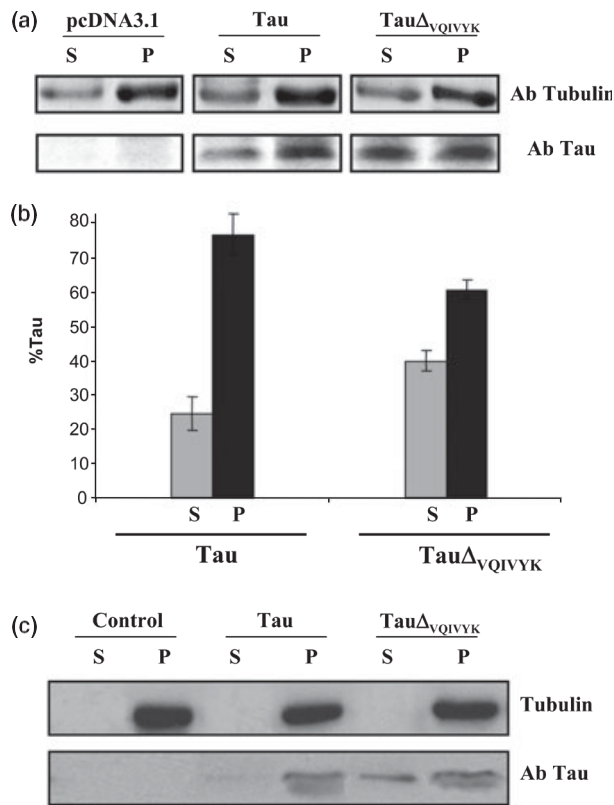 (a) pcDNA3.1 Tau TauΔVQIVYK
S P S P S P
Ab Tubulin
Ab Tau
(b)
80
70
60
50
40
30
20
10
0
%Tau
S P S P
Tau TauΔVQIVYK
(c) Control Tau TauΔVQIVYK
S P S P S P
Tubulin
Ab Tau